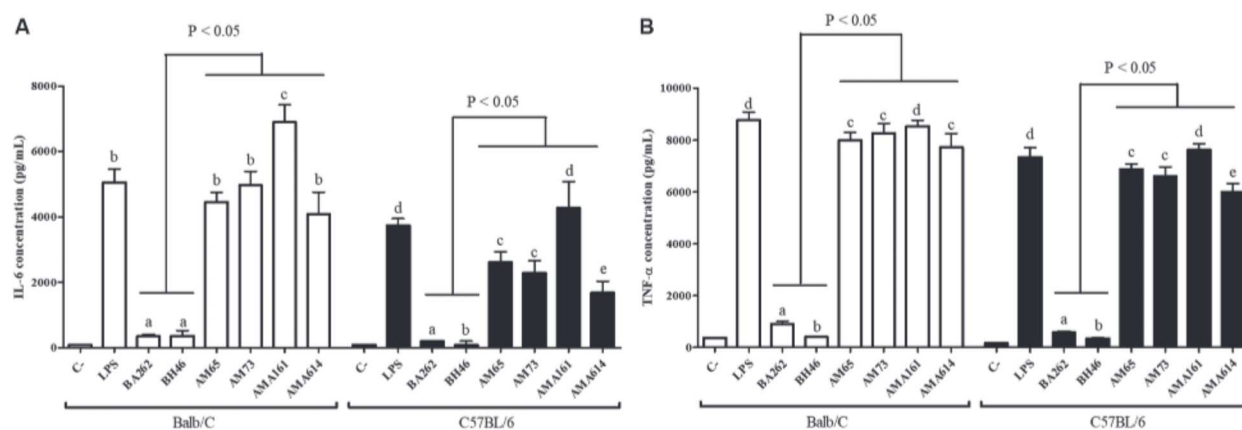 A
P < 0.05
P < 0.05
IL-6 concentration (pg/mL)
8000
6000
4000
2000
0
b
a
a
b
b
c
b
d
a
b
c
c
d
e
C-
LPS
BA262
BH46
AM65
AM73
AMA161
AMA614
C-
LPS
BA262
BH46
AM65
AM73
AMA161
AMA614
Balb/C
C57BL/6
B
P < 0.05
P < 0.05
TNF-α concentration (pg/mL)
10000
8000
6000
4000
2000
0
d
a
b
c
c
d
c
d
a
b
c
c
d
e
C-
LPS
BA262
BH46
AM65
AM73
AMA161
AMA614
C-
LPS
BA262
BH46
AM65
AM73
AMA161
AMA614
Balb/C
C57BL/6